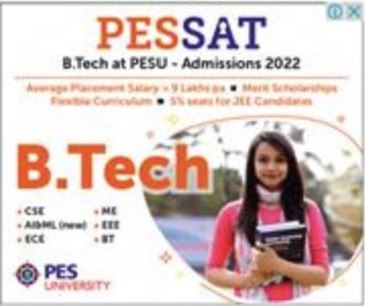 PESSAT
B.Tech at PESU - Admissions 2022
Average Placement Salary > 9 Lakhs pa ■ Merit Scholarships
Flexible Curriculum ■ 5% seats for JEE Candidates
B.Tech
• CSE • ME
• AI&ML (new) • EEE
• ECE • BT
PES
UNIVERSITY